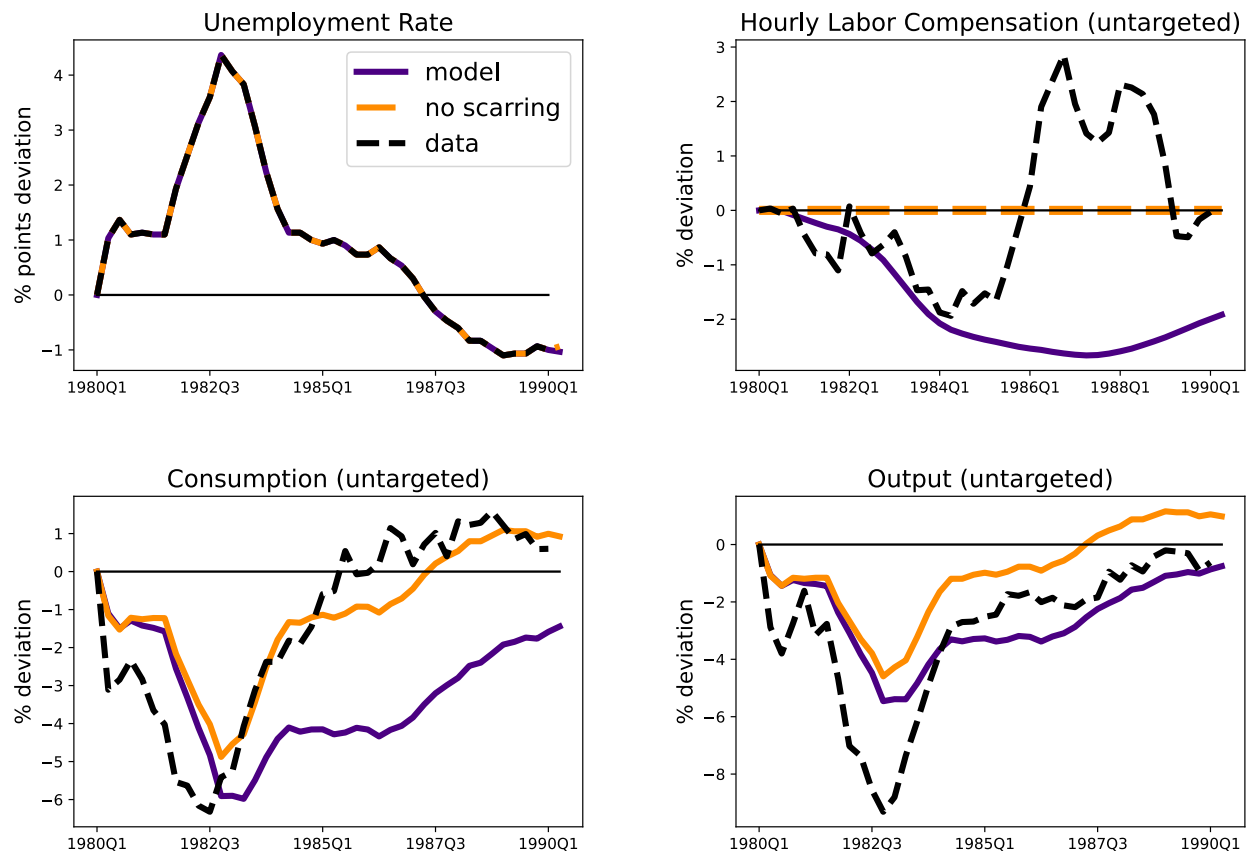 Unemployment Rate
% points deviation
4
3
2
1
0
−1
1980Q1
1982Q3
1985Q1
1987Q3
1990Q1
model
no scarring
data
Hourly Labor Compensation (untargeted)
% deviation
3
2
1
0
−1
−2
1980Q1
1982Q1
1984Q1
1986Q1
1988Q1
1990Q1
Consumption (untargeted)
% deviation
1
0
−1
−2
−3
−4
−5
−6
1980Q1
1982Q3
1985Q1
1987Q3
1990Q1
Output (untargeted)
% deviation
0
−2
−4
−6
−8
1980Q1
1982Q3
1985Q1
1987Q3
1990Q1